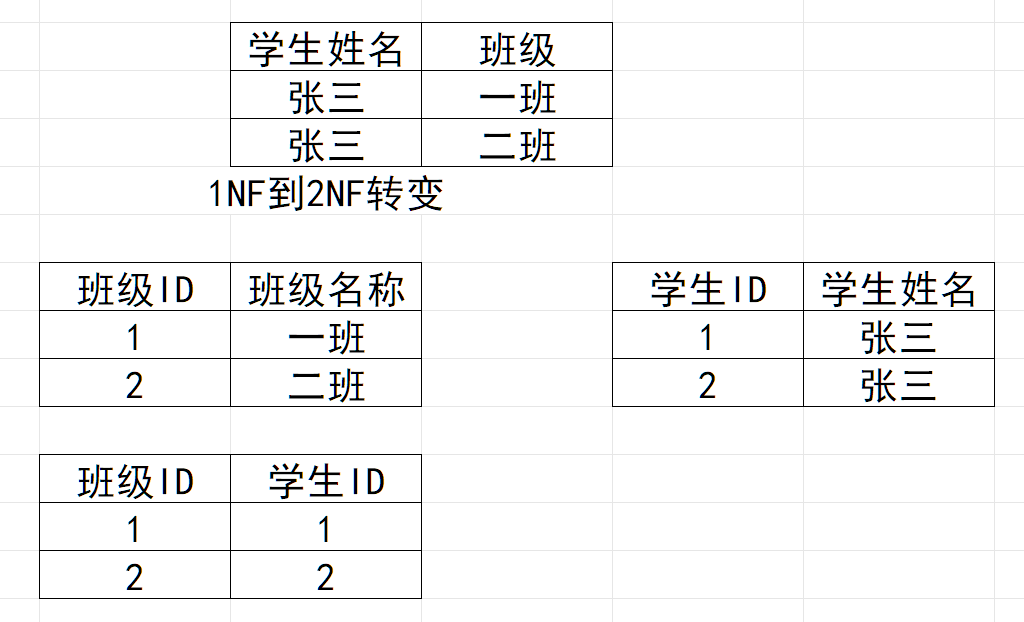 学生姓名 班级
张三 一班
张三 二班
1NF到2NF转变
班级ID 班级名称 学生ID 学生姓名
1 一班 1 张三
2 二班 2 张三
班级ID 学生ID
1 1
2 2